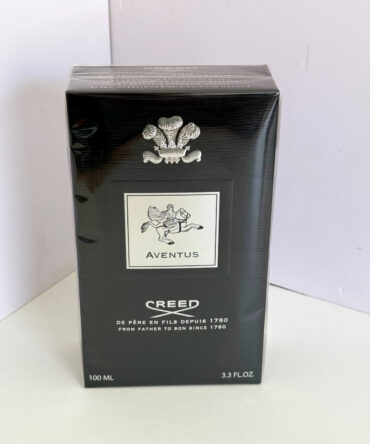 AVENTUS
CREED
DE PÈRE EN FILS DEPUIS 1760
FROM FATHER TO SON SINCE 1760
100 ML 3.3 FL.OZ.